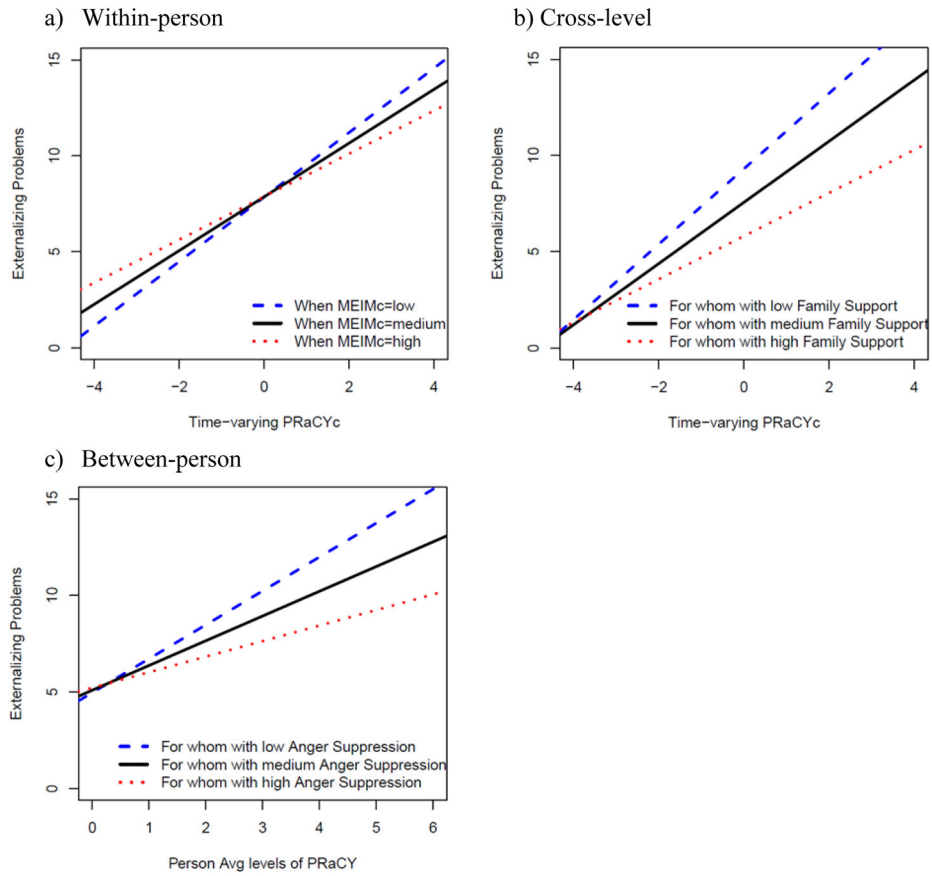 a) Within-person
Externalizing Problems
15
10
5
0
When MEIMc=low
When MEIMc=medium
When MEIMc=high
−4 −2 0 2 4
Time−varying PRaCYc
b) Cross-level
Externalizing Problems
15
10
5
0
For whom with low Family Support
For whom with medium Family Support
For whom with high Family Support
−4 −2 0 2 4
Time−varying PRaCYc
c) Between-person
Externalizing Problems
15
10
5
0
For whom with low Anger Suppression
For whom with medium Anger Suppression
For whom with high Anger Suppression
0 1 2 3 4 5 6
Person Avg levels of PRaCY